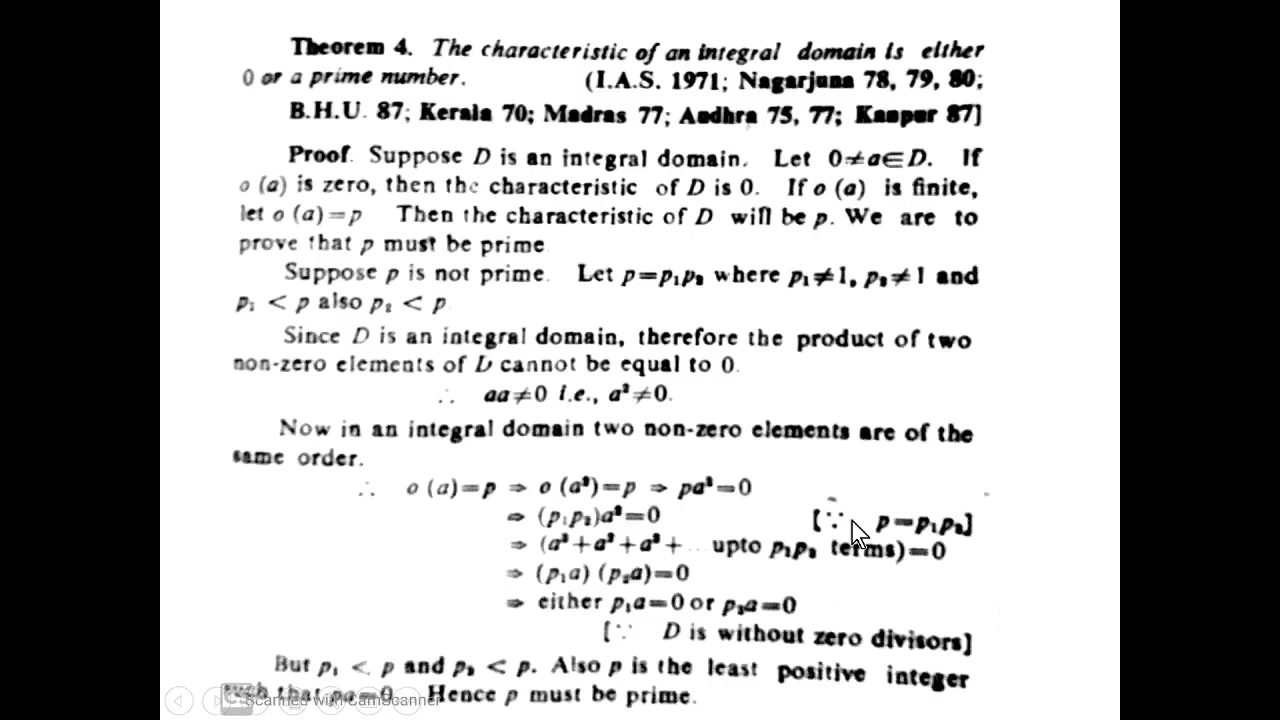 Theorem 4. The characteristic of an integral domain is either
0 or a prime number. (I.A.S. 1971; Nagarjuna 78, 79, 80;
B.H.U. 87; Kerala 70; Madras 77; Andhra 75, 77; Kanpur 87]
Proof. Suppose D is an integral domain. Let 0≠a∈D. If
o (a) is zero, then the characteristic of D is 0. If o (a) is finite,
let o (a)=p Then the characteristic of D will be p. We are to
prove that p must be prime
Suppose p is not prime. Let p=p₁p₂ where p₁≠1, p₂≠1 and
p₁ < p also p₂ < p
Since D is an integral domain, therefore the product of two
non-zero elements of D cannot be equal to 0.
∴ aa≠0 i.e., a²≠0.
Now in an integral domain two non-zero elements are of the
same order.
∴ o (a)=p ⇒ o (a²)=p ⇒ pa²=0
⇒ (p₁p₂)a²=0 [∵ p=p₁p₂]
⇒ (a²+a²+a²+... upto p₁p₂ terms)=0
⇒ (p₁a) (p₂a)=0
⇒ either p₁a=0 or p₂a=0
[∵ D is without zero divisors]
But p₁ < p and p₂ < p. Also p is the least positive integer
such that pa=0. Hence p must be prime.
Scanned with CamScanner